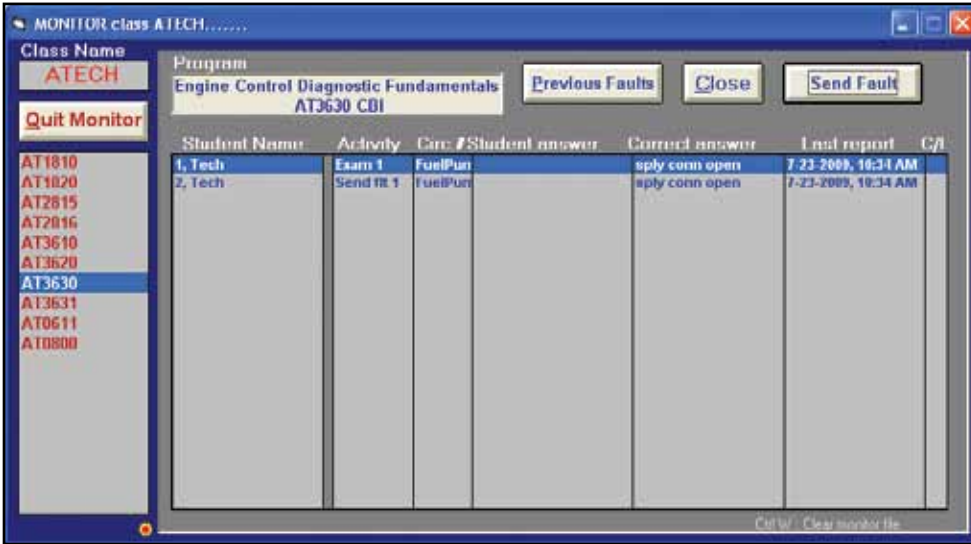 MONITOR class ATECH.......
Class Name
ATECH
Quit Monitor
AT1810
AT1820
AT2815
AT2816
AT3610
AT3620
AT3630
AT3631
AT0611
AT0800
Program
Engine Control Diagnostic Fundamentals
AT3630 CBI
Previous Faults
Close
Send Fault
Student Name Activity Circ # Student answer Correct answer Last report C/I
1, Tech Exam 1 FuelPum sply conn open 7-23-2009, 10:34 AM
2, Tech Send flt 1 FuelPum sply conn open 7-23-2009, 10:34 AM
Ctrl W : Clear monitor file